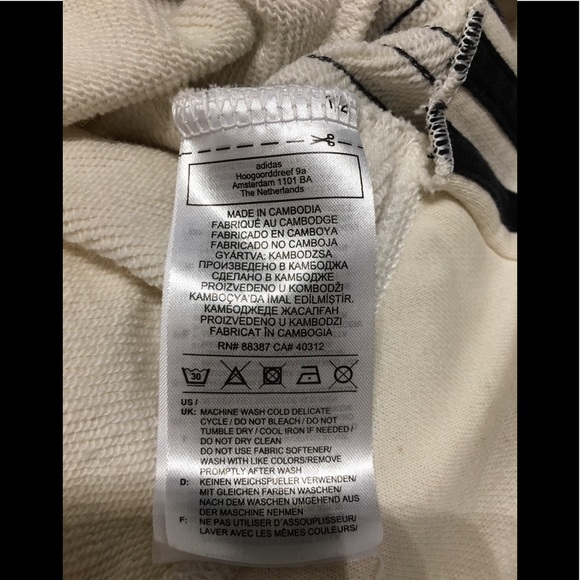 12
adidas
Hoogoorddreef 9a
Amsterdam 1101 BA
The Netherlands
MADE IN CAMBODIA
FABRIQUÉ AU CAMBODGE
FABRICADO EN CAMBOYA
FABRICADO NO CAMBOJA
GYÁRTVA: KAMBODZSA
ПРОИЗВЕДЕНО В КАМБОДЖА
СДЕЛАНО В КАМБОДЖЕ
PROIZVEDENO U KOMBODŽI
KAMBOÇYA'DA İMAL EDİLMİŞTİR.
КАМБОДЖЕДЕ ЖАСАЛҒАН
PROIZVEDENO U KAMBODZI
FABRICAT ÎN CAMBOGIA
RN# 88387 CA# 40312
30
US /
UK: MACHINE WASH COLD DELICATE
CYCLE / DO NOT BLEACH / DO NOT
TUMBLE DRY / COOL IRON IF NEEDED /
DO NOT DRY CLEAN
DO NOT USE FABRIC SOFTENER/
WASH WITH LIKE COLORS/REMOVE
PROMPTLY AFTER WASH
D: KEINEN WEICHSPUELER VERWENDEN/
MIT GLEICHEN FARBEN WASCHEN/
NACH DEM WASCHEN UMGEHEND AUS
DER MASCHINE NEHMEN
F: NE PAS UTILISER D'ASSOUPLISSEUR/
LAVER AVEC LES MÊMES COULEURS/